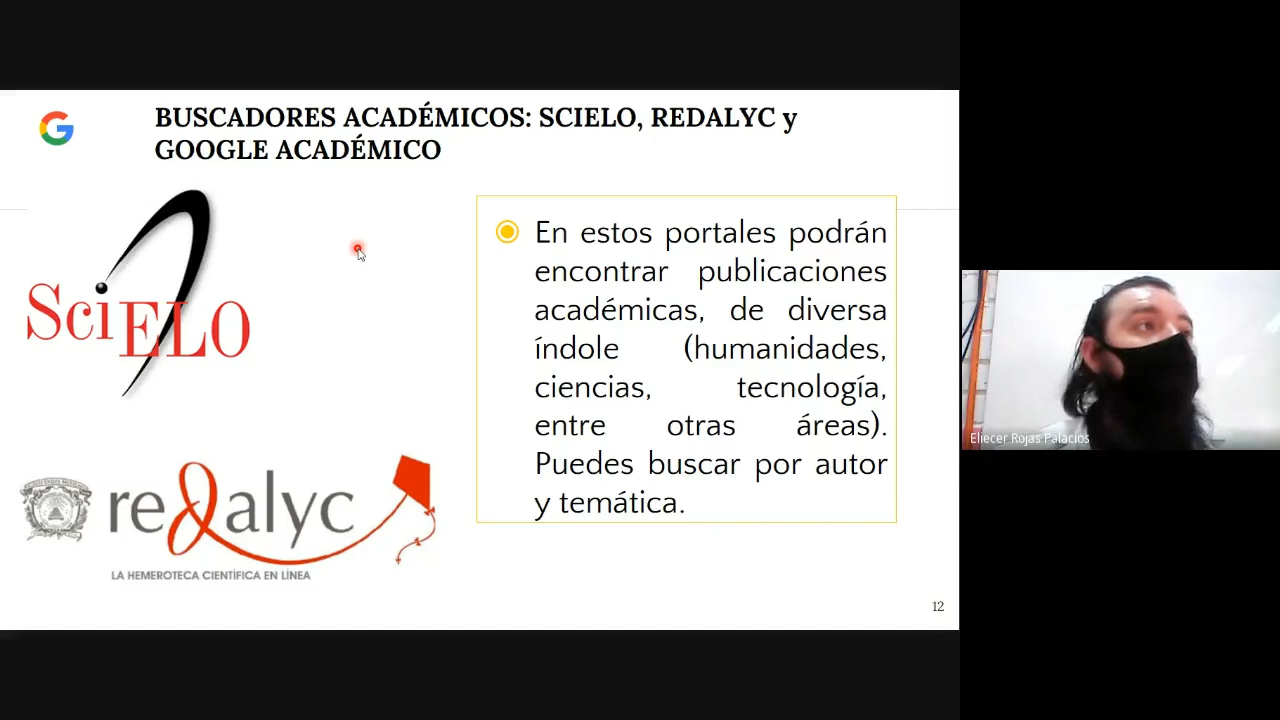 BUSCADORES ACADÉMICOS: SCIELO, REDALYC y
GOOGLE ACADÉMICO
SciELO
En estos portales podrán
encontrar publicaciones
académicas, de diversa
índole (humanidades,
ciencias, tecnología,
entre otras áreas).
Puedes buscar por autor
y temática.
redalyc
LA HEMEROTECA CIENTÍFICA EN LÍNEA
12
Eliecer Rojas Palacios